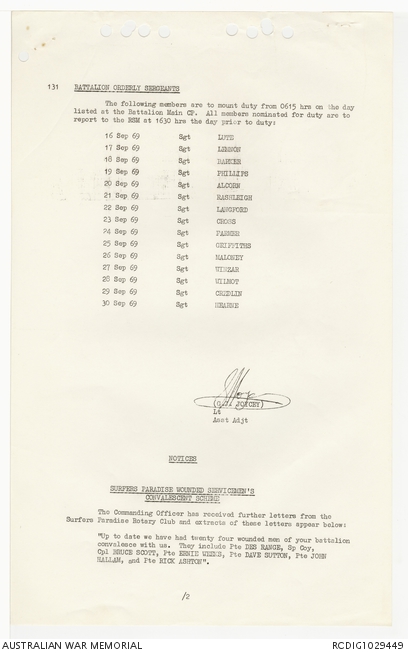 131 BATTALION ORDERLY SERGEANTS
The following members are to mount duty from 0615 hrs on the day
listed at the Battalion Main CP. All members nominated for duty are to
report to the RSM at 1630 hrs the day prior to duty:
16 Sep 69 Sgt LUTZ
17 Sep 69 Sgt LEBNON
18 Sep 69 Sgt BARKER
19 Sep 69 Sgt PHILLIPS
20 Sep 69 Sgt ALCORN
21 Sep 69 Sgt RASHLEIGH
22 Sep 69 Sgt LANGFORD
23 Sep 69 Sgt CROSS
24 Sep 69 Sgt
25 Sep 69 Sgt GRIFFITHS
26 Sep 69 Sgt MALONEY
27 Sep 69 Sgt
28 Sep 69 Sgt WILMOT
29 Sep 69 Sgt CREDLIN
30 Sep 69 Sgt HEARNE
JOYCEY)
Lt
Asst Adjt
NOTICES
SURFERS PARADISE WOUNDED SERVICEMEN'S
CONVALESCENT SCHEME
The Commanding Officer has received further letters from the
Surfers Paradise Rotary Club and extracts of these letters appear below:
"Up to date we have had twenty four wounded men of your battalion
convalesce with us. They include Pte DES RANGE, Sp Coy,
Cpl BRUCE SCOTT, Pte ERNIE WEEKS, Pte DAVE SUTTON, Pte JOHN
HALLAM, and Pte RICK ASHTON".
/2
AUSTRALIAN WAR MEMORIAL RCDIG1029449